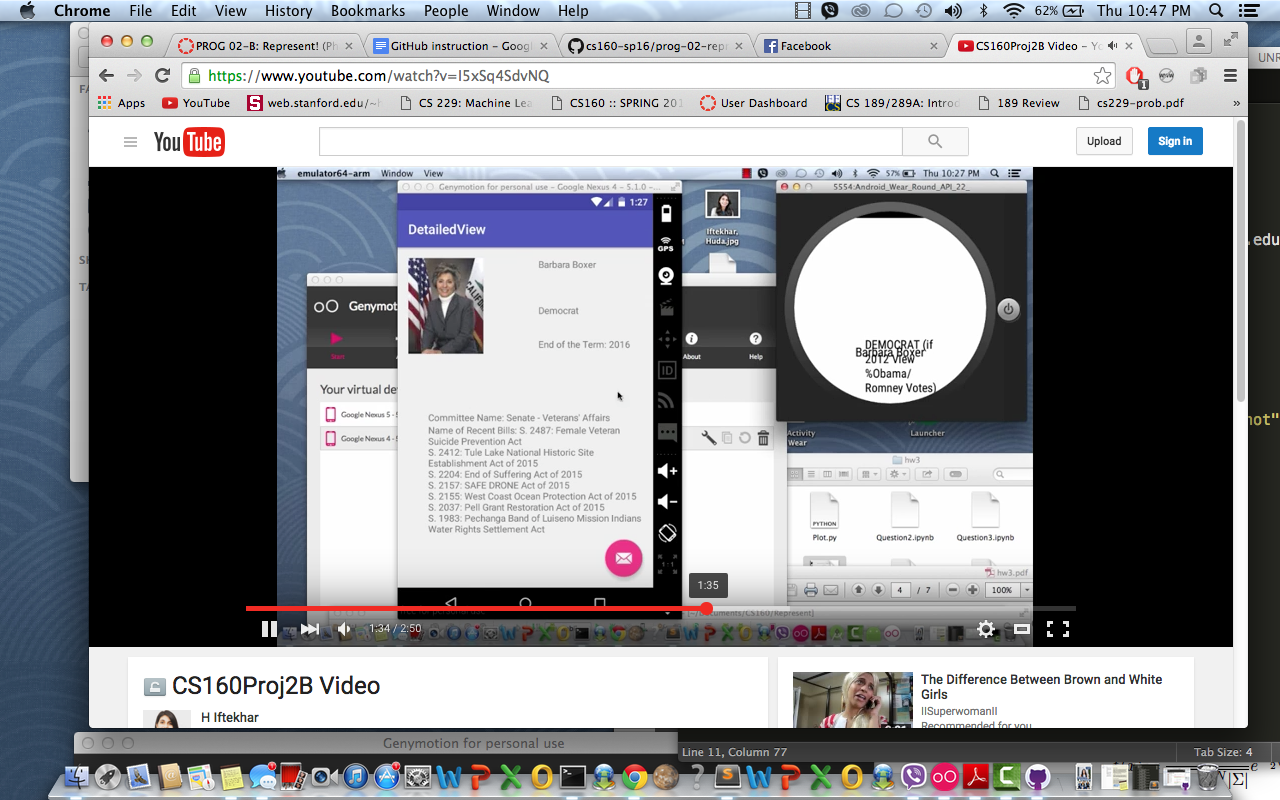 Chrome File Edit View History Bookmarks People Window Help 62% Thu 10:47 PM
PROG 02-B: Represent! (Ph
GitHub instruction - Goog
cs160-sp16/prog-02-repr
Facebook
CS160Proj2B Video - Yo
UNR
https://www.youtube.com/watch?v=I5xSq4SdvNQ
1
Apps YouTube web.stanford.edu/~h CS 229: Machine Lea CS160 :: SPRING 201 User Dashboard CS 189/289A: Introd 189 Review cs229-prob.pdf »
YouTube
Upload
Sign in
emulator64-arm Window View 57% Thu 10:27 PM
Genymotion for personal use - Google Nexus 4 - 5.1.0 -...
5554:Android_Wear_Round_API_22_
1:27
DetailedView
GPS
Iftekhar,
Huda.jpg
.edu
Barbara Boxer
Democrat
End of the Term: 2016
Genymot
Start
About
Help
ID
DEMOCRAT (if
Barbara Boxer
2012 View
%Obama/
Romney Votes)
Your virtual de
Google Nexus 5 - 5
Google Nexus 4 - 5
Committee Name: Senate - Veterans' Affairs
Name of Recent Bills: S. 2487: Female Veteran
Suicide Prevention Act
S. 2412: Tule Lake National Historic Site
Establishment Act of 2015
S. 2204: End of Suffering Act of 2015
S. 2157: SAFE DRONE Act of 2015
S. 2155: West Coast Ocean Protection Act of 2015
S. 2037: Pell Grant Restoration Act of 2015
S. 1983: Pechanga Band of Luiseno Mission Indians
Water Rights Settlement Act
not"
Activity
Wear
Launcher
hw3
PYTHON
Plot.py
Question2.ipynb
Question3.ipynb
hw3.pdf
4 / 7
100%
1:35
1:34 / 2:50
CS160Proj2B Video
H Iftekhar
The Difference Between Brown and White
Girls
IISuperwomanII
Recommended for you
Genymotion for personal use
Line 11, Column 77
Tab Size: 4